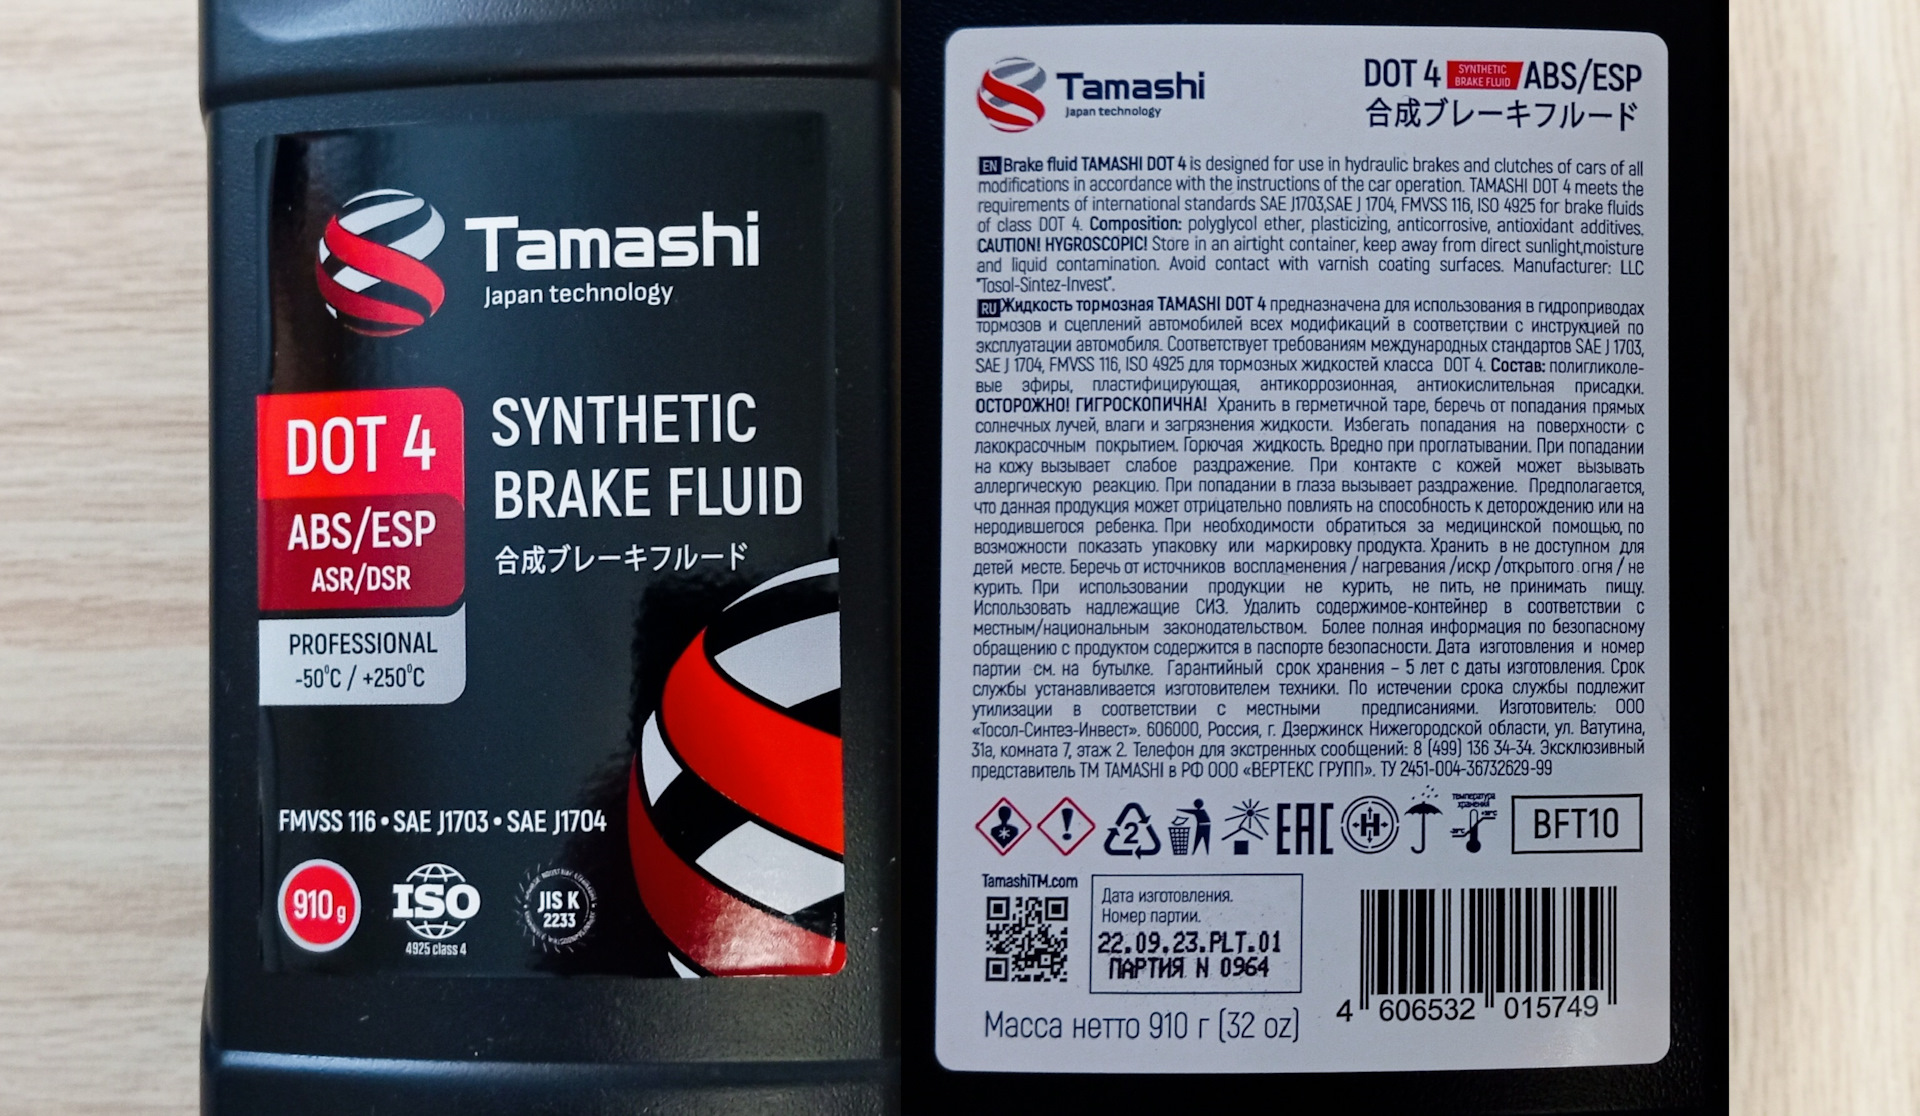 Tamashi
Japan technology
DOT 4
ABS/ESP
ASR/DSR
PROFESSIONAL
-50°C / +250°C
SYNTHETIC
BRAKE FLUID
合成ブレーキフルード
FMVSS 116 • SAE J1703 • SAE J1704
910 g
ISO
4925 class 4
JIS K
2233
Tamashi
Japan technology
DOT 4 SYNTHETIC BRAKE FLUID ABS/ESP
合成ブレーキフルード
EN Brake fluid TAMASHI DOT 4 is designed for use in hydraulic brakes and clutches of cars of all
modifications in accordance with the instructions of the car operation. TAMASHI DOT 4 meets the
requirements of international standards SAE J1703,SAE J 1704, FMVSS 116, ISO 4925 for brake fluids
of class DOT 4. Composition: polyglycol ether, plasticizing, anticorrosive, antioxidant additives.
CAUTION! HYGROSCOPIC! Store in an airtight container, keep away from direct sunlight,moisture
and liquid contamination. Avoid contact with varnish coating surfaces. Manufacturer: LLC
"Tosol-Sintez-Invest".
RU Жидкость тормозная TAMASHI DOT 4 предназначена для использования в гидроприводах
тормозов и сцеплений автомобилей всех модификаций в соответствии с инструкцией по
эксплуатации автомобиля. Соответствует требованиям международных стандартов SAE J 1703,
SAE J 1704, FMVSS 116, ISO 4925 для тормозных жидкостей класса DOT 4. Состав: полигликоле-
вые эфиры, пластифицирующая, антикоррозионная, антиокислительная присадки.
ОСТОРОЖНО! ГИГРОСКОПИЧНА! Хранить в герметичной таре, беречь от попадания прямых
солнечных лучей, влаги и загрязнения жидкости. Избегать попадания на поверхности с
лакокрасочным покрытием. Горючая жидкость. Вредно при проглатывании. При попадании
на кожу вызывает слабое раздражение. При контакте с кожей может вызывать
аллергическую реакцию. При попадании в глаза вызывает раздражение. Предполагается,
что данная продукция может отрицательно повлиять на способность к деторождению или на
неродившегося ребенка. При необходимости обратиться за медицинской помощью, по
возможности показать упаковку или маркировку продукта. Хранить в не доступном для
детей месте. Беречь от источников воспламенения / нагревания /искр /открытого огня / не
курить. При использовании продукции не курить, не пить, не принимать пищу.
Использовать надлежащие СИЗ. Удалить содержимое-контейнер в соответствии с
местным/национальным законодательством. Более полная информация по безопасному
обращению с продуктом содержится в паспорте безопасности. Дата изготовления и номер
партии см. на бутылке. Гарантийный срок хранения – 5 лет с даты изготовления. Срок
службы устанавливается изготовителем техники. По истечении срока службы подлежит
утилизации в соответствии с местными предписаниями. Изготовитель: ООО
«Тосол-Синтез-Инвест». 606000, Россия, г. Дзержинск Нижегородской области, ул. Ватутина,
31а, комната 7, этаж 2. Телефон для экстренных сообщений: 8 (499) 136 34-34. Эксклюзивный
представитель ТМ TAMASHI в РФ ООО «ВЕРТЕКС ГРУПП». ТУ 2451-004-36732629-99
2
EAC
H
температура
хранения
BFT10
TamashiTM.com
Дата изготовления.
Номер партии.
22.09.23.PLT.01
ПАРТИЯ N 0964
Масса нетто 910 г (32 oz)
4 606532 015749